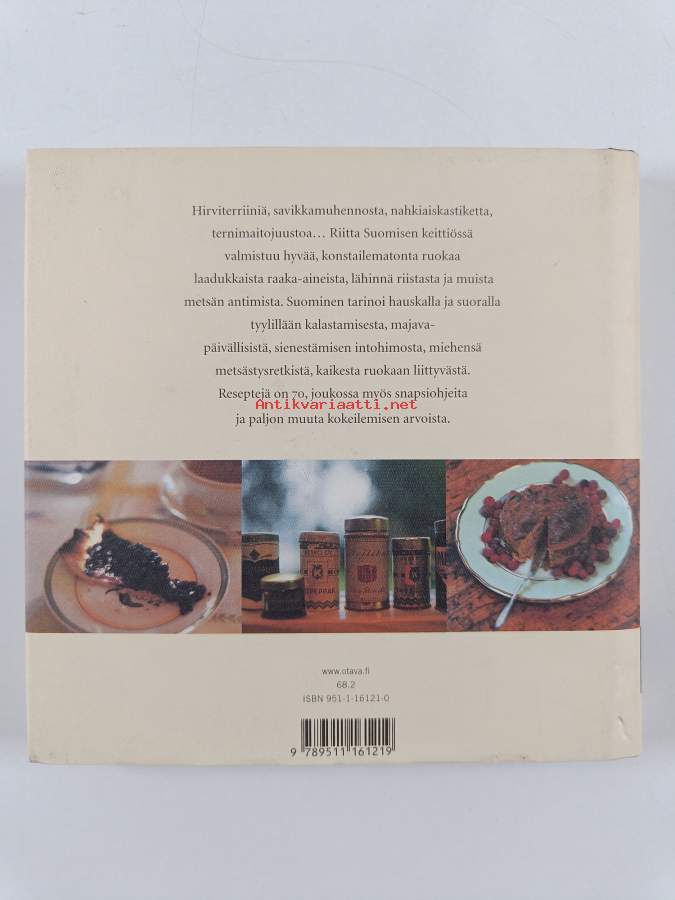 Hirviterriiniä, savikkamuhennosta, nahkiaiskastiketta,
ternimaitojuustoa… Riitta Suomisen keittiössä
valmistuu hyvää, konstailematonta ruokaa
laadukkaista raaka-aineista, lähinnä riistasta ja muista
metsän antimista. Suominen tarinoi hauskalla ja suoralla
tyylillään kalastamisesta, majava-
päivällisistä, sienestämisen intohimosta, miehensä
metsästysretkistä, kaikesta ruokaan liittyvästä.
Reseptejä on 70, joukossa myös snapsiohjeita
Antikvariaatti.net
ja paljon muuta kokeilemisen arvoista.
www.otava.fi
68.2
ISBN 951-1-16121-0
9 789511 161219